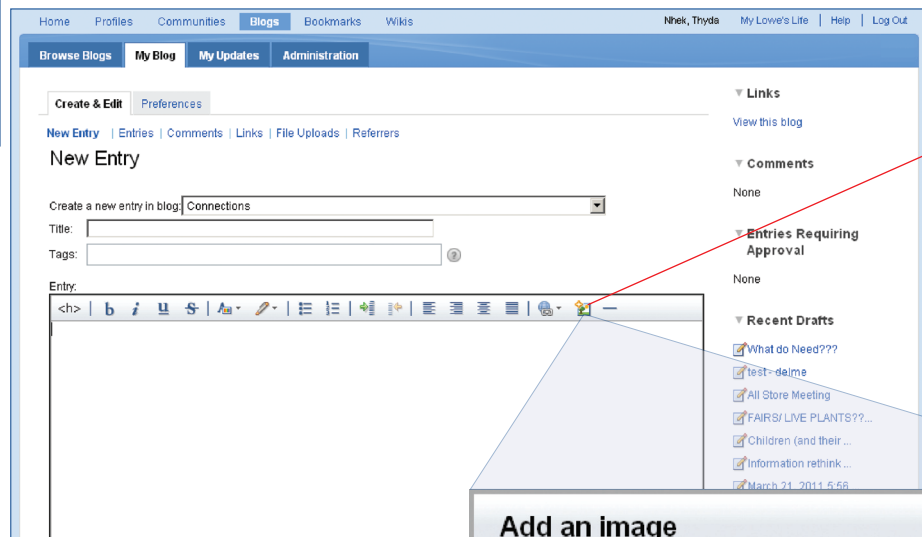 Home Profiles Communities Blogs Bookmarks Wikis Nhek, Thyda My Lowe's Life | Help | Log Out
Browse Blogs My Blog My Updates Administration
Create & Edit Preferences
New Entry | Entries | Comments | Links | File Uploads | Referrers
New Entry
Create a new entry in blog: Connections
Title:
Tags: ?
Entry:
<h> | b i u S A
Links
View this blog
Comments
None
Entries Requiring
Approval
None
Recent Drafts
What do Need???
test - deime
All Store Meeting
FAIRS/ LIVE PLANTS??...
Children (and their ...
Information rethink ...
March 21, 2011 5:56
Add an image